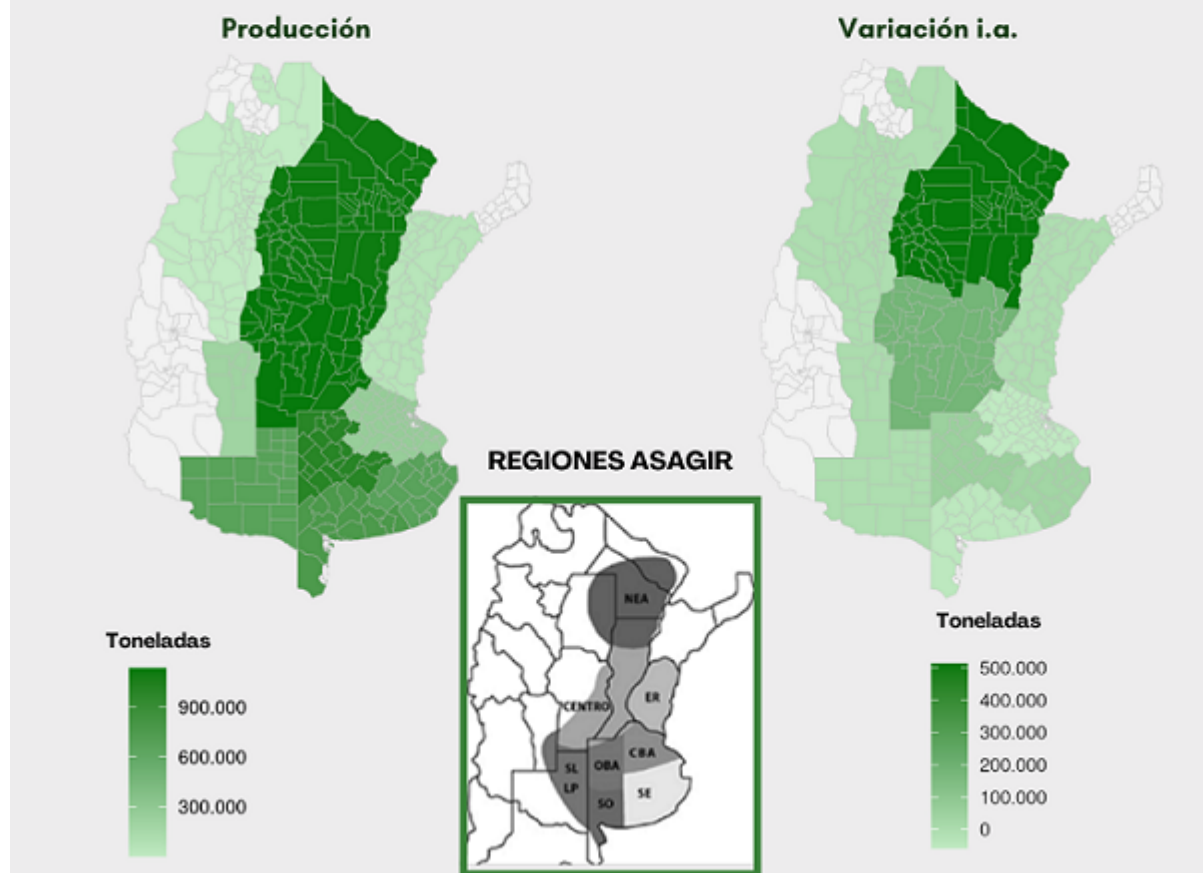 Producción
Variación i.a.
REGIONES ASAGIR
NEA
ER
CENTRO
CBA
OBA
SL
LP
SE
SO
Toneladas
900.000
600.000
300.000
Toneladas
500.000
400.000
300.000
200.000
100.000
0